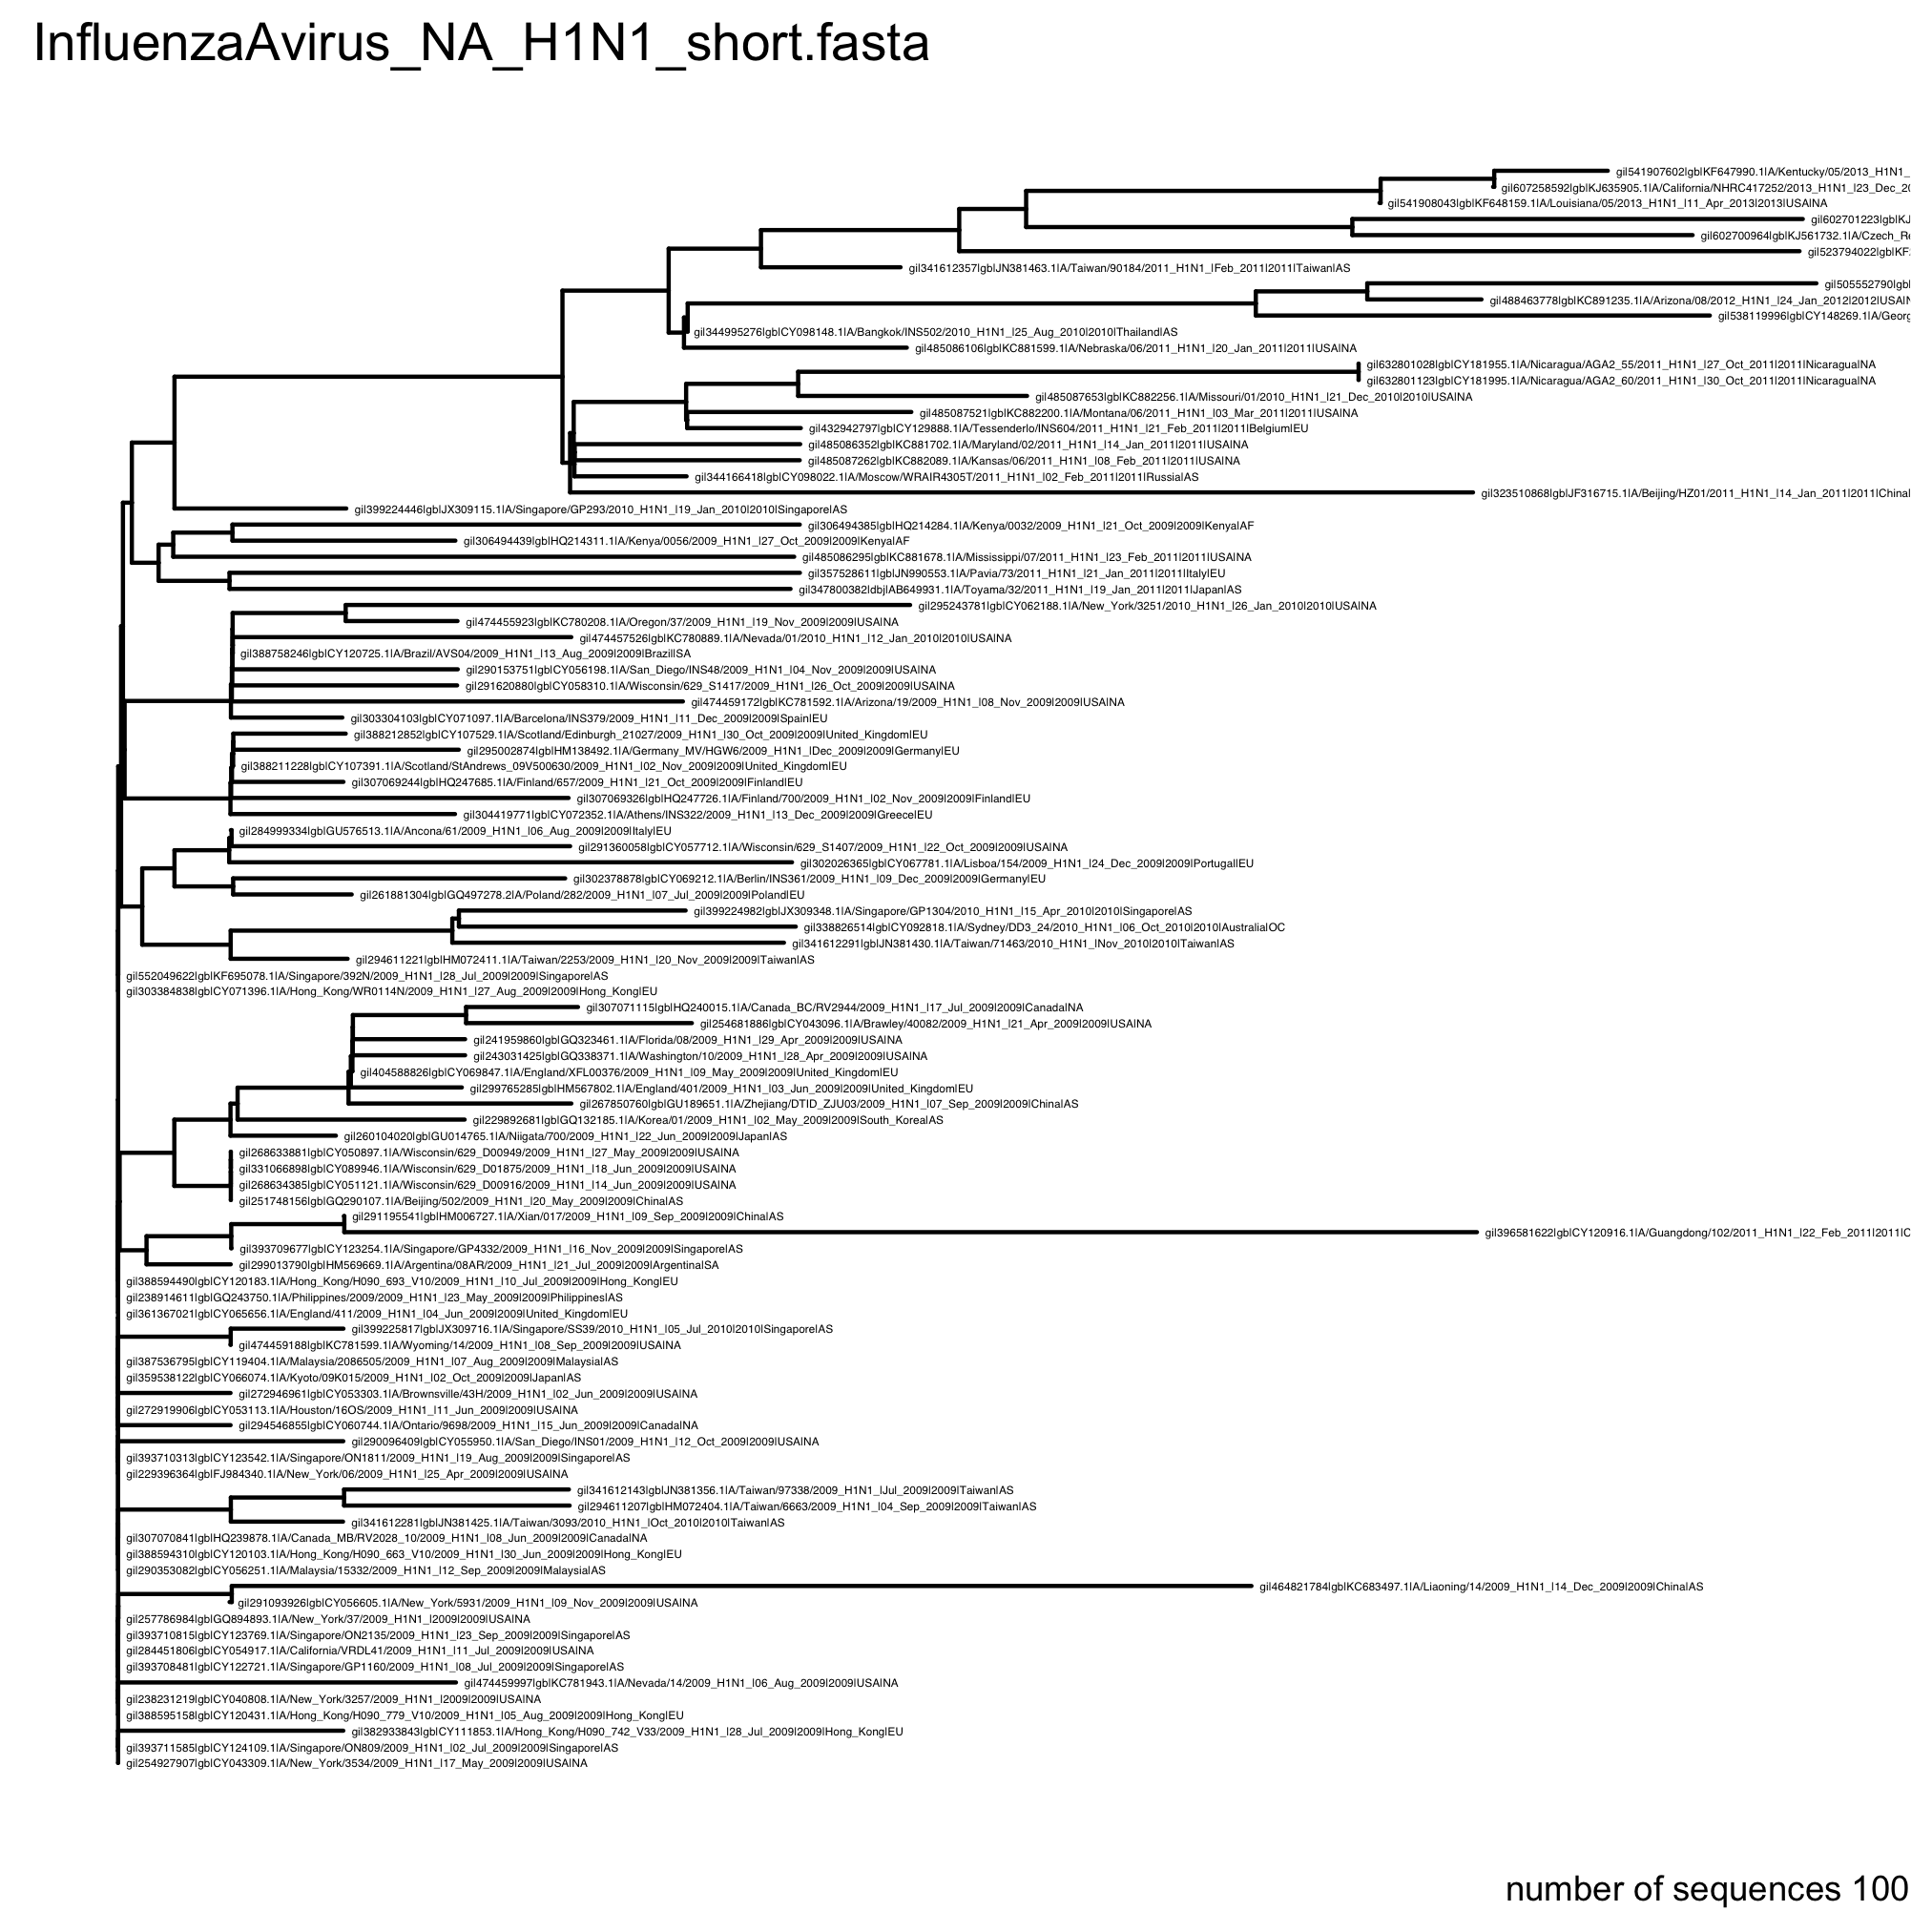 InfluenzaAvirus_NA_H1N1_short.fasta
gi|541907602|gb|KF647990.1|A/Kentucky/05/2013_H1N1_
gi|607258592|gb|KJ635905.1|A/California/NHRC417252/2013_H1N1_|23_Dec_20
gi|541908043|gb|KF648159.1|A/Louisiana/05/2013_H1N1_|11_Apr_2013|2013|USA|NA
gi|602701223|gb|KJ
gi|602700964|gb|KJ561732.1|A/Czech_Re
gi|523794022|gb|KF
gi|341612357|gb|JN381463.1|A/Taiwan/90184/2011_H1N1_|Feb_2011|2011|Taiwan|AS
gi|505552790|gb|
gi|488463778|gb|KC891235.1|A/Arizona/08/2012_H1N1_|24_Jan_2012|2012|USA|N
gi|538119996|gb|CY148269.1|A/Georg
gi|344995276|gb|CY098148.1|A/Bangkok/INS502/2010_H1N1_|25_Aug_2010|2010|Thailand|AS
gi|485086106|gb|KC881599.1|A/Nebraska/06/2011_H1N1_|20_Jan_2011|2011|USA|NA
gi|632801028|gb|CY181955.1|A/Nicaragua/AGA2_55/2011_H1N1_|27_Oct_2011|2011|Nicaragua|NA
gi|632801123|gb|CY181995.1|A/Nicaragua/AGA2_60/2011_H1N1_|30_Oct_2011|2011|Nicaragua|NA
gi|485087653|gb|KC882256.1|A/Missouri/01/2010_H1N1_|21_Dec_2010|2010|USA|NA
gi|485087521|gb|KC882200.1|A/Montana/06/2011_H1N1_|03_Mar_2011|2011|USA|NA
gi|432942797|gb|CY129888.1|A/Tessenderlo/INS604/2011_H1N1_|21_Feb_2011|2011|Belgium|EU
gi|485086352|gb|KC881702.1|A/Maryland/02/2011_H1N1_|14_Jan_2011|2011|USA|NA
gi|485087262|gb|KC882089.1|A/Kansas/06/2011_H1N1_|08_Feb_2011|2011|USA|NA
gi|344166418|gb|CY098022.1|A/Moscow/WRAIR4305T/2011_H1N1_|02_Feb_2011|2011|Russia|AS
gi|323510868|gb|JF316715.1|A/Beijing/HZ01/2011_H1N1_|14_Jan_2011|2011|China|
gi|399224446|gb|JX309115.1|A/Singapore/GP293/2010_H1N1_|19_Jan_2010|2010|Singapore|AS
gi|306494385|gb|HQ214284.1|A/Kenya/0032/2009_H1N1_|21_Oct_2009|2009|Kenya|AF
gi|306494439|gb|HQ214311.1|A/Kenya/0056/2009_H1N1_|27_Oct_2009|2009|Kenya|AF
gi|485086295|gb|KC881678.1|A/Mississippi/07/2011_H1N1_|23_Feb_2011|2011|USA|NA
gi|357528611|gb|JN990553.1|A/Pavia/73/2011_H1N1_|21_Jan_2011|2011|Italy|EU
gi|347800382|dbj|AB649931.1|A/Toyama/32/2011_H1N1_|19_Jan_2011|2011|Japan|AS
gi|295243781|gb|CY062188.1|A/New_York/3251/2010_H1N1_|26_Jan_2010|2010|USA|NA
gi|474455923|gb|KC780208.1|A/Oregon/37/2009_H1N1_|19_Nov_2009|2009|USA|NA
gi|474457526|gb|KC780889.1|A/Nevada/01/2010_H1N1_|12_Jan_2010|2010|USA|NA
gi|388758246|gb|CY120725.1|A/Brazil/AVS04/2009_H1N1_|13_Aug_2009|2009|Brazil|SA
gi|290153751|gb|CY056198.1|A/San_Diego/INS48/2009_H1N1_|04_Nov_2009|2009|USA|NA
gi|291620880|gb|CY058310.1|A/Wisconsin/629_S1417/2009_H1N1_|26_Oct_2009|2009|USA|NA
gi|474459172|gb|KC781592.1|A/Arizona/19/2009_H1N1_|08_Nov_2009|2009|USA|NA
gi|303304103|gb|CY071097.1|A/Barcelona/INS379/2009_H1N1_|11_Dec_2009|2009|Spain|EU
gi|388212852|gb|CY107529.1|A/Scotland/Edinburgh_21027/2009_H1N1_|30_Oct_2009|2009|United_Kingdom|EU
gi|295002874|gb|HM138492.1|A/Germany_MV/HGW6/2009_H1N1_|Dec_2009|2009|Germany|EU
gi|388211228|gb|CY107391.1|A/Scotland/StAndrews_09V500630/2009_H1N1_|02_Nov_2009|2009|United_Kingdom|EU
gi|307069244|gb|HQ247685.1|A/Finland/657/2009_H1N1_|21_Oct_2009|2009|Finland|EU
gi|307069326|gb|HQ247726.1|A/Finland/700/2009_H1N1_|02_Nov_2009|2009|Finland|EU
gi|304419771|gb|CY072352.1|A/Athens/INS322/2009_H1N1_|13_Dec_2009|2009|Greece|EU
gi|284999334|gb|GU576513.1|A/Ancona/61/2009_H1N1_|06_Aug_2009|2009|Italy|EU
gi|291360058|gb|CY057712.1|A/Wisconsin/629_S1407/2009_H1N1_|22_Oct_2009|2009|USA|NA
gi|302026365|gb|CY067781.1|A/Lisboa/154/2009_H1N1_|24_Dec_2009|2009|Portugal|EU
gi|302378878|gb|CY069212.1|A/Berlin/INS361/2009_H1N1_|09_Dec_2009|2009|Germany|EU
gi|261881304|gb|GQ497278.2|A/Poland/282/2009_H1N1_|07_Jul_2009|2009|Poland|EU
gi|399224982|gb|JX309348.1|A/Singapore/GP1304/2010_H1N1_|15_Apr_2010|2010|Singapore|AS
gi|338826514|gb|CY092818.1|A/Sydney/DD3_24/2010_H1N1_|06_Oct_2010|2010|Australia|OC
gi|341612291|gb|JN381430.1|A/Taiwan/71463/2010_H1N1_|Nov_2010|2010|Taiwan|AS
gi|294611221|gb|HM072411.1|A/Taiwan/2253/2009_H1N1_|20_Nov_2009|2009|Taiwan|AS
gi|552049622|gb|KF695078.1|A/Singapore/392N/2009_H1N1_|28_Jul_2009|2009|Singapore|AS
gi|303384838|gb|CY071396.1|A/Hong_Kong/WR0114N/2009_H1N1_|27_Aug_2009|2009|Hong_Kong|EU
gi|307071115|gb|HQ240015.1|A/Canada_BC/RV2944/2009_H1N1_|17_Jul_2009|2009|Canada|NA
gi|254681886|gb|CY043096.1|A/Brawley/40082/2009_H1N1_|21_Apr_2009|2009|USA|NA
gi|241959860|gb|GQ323461.1|A/Florida/08/2009_H1N1_|29_Apr_2009|2009|USA|NA
gi|243031425|gb|GQ338371.1|A/Washington/10/2009_H1N1_|28_Apr_2009|2009|USA|NA
gi|404588826|gb|CY069847.1|A/England/XFL00376/2009_H1N1_|09_May_2009|2009|United_Kingdom|EU
gi|299765285|gb|HM567802.1|A/England/401/2009_H1N1_|03_Jun_2009|2009|United_Kingdom|EU
gi|267850760|gb|GU189651.1|A/Zhejiang/DTID_ZJU03/2009_H1N1_|07_Sep_2009|2009|China|AS
gi|229892681|gb|GQ132185.1|A/Korea/01/2009_H1N1_|02_May_2009|2009|South_Korea|AS
gi|260104020|gb|GU014765.1|A/Niigata/700/2009_H1N1_|22_Jun_2009|2009|Japan|AS
gi|268633881|gb|CY050897.1|A/Wisconsin/629_D00949/2009_H1N1_|27_May_2009|2009|USA|NA
gi|331066898|gb|CY089946.1|A/Wisconsin/629_D01875/2009_H1N1_|18_Jun_2009|2009|USA|NA
gi|268634385|gb|CY051121.1|A/Wisconsin/629_D00916/2009_H1N1_|14_Jun_2009|2009|USA|NA
gi|251748156|gb|GQ290107.1|A/Beijing/502/2009_H1N1_|20_May_2009|2009|China|AS
gi|291195541|gb|HM006727.1|A/Xian/017/2009_H1N1_|09_Sep_2009|2009|China|AS
gi|396581622|gb|CY120916.1|A/Guangdong/102/2011_H1N1_|22_Feb_2011|2011|C
gi|393709677|gb|CY123254.1|A/Singapore/GP4332/2009_H1N1_|16_Nov_2009|2009|Singapore|AS
gi|299013790|gb|HM569669.1|A/Argentina/08AR/2009_H1N1_|21_Jul_2009|2009|Argentina|SA
gi|388594490|gb|CY120183.1|A/Hong_Kong/H090_693_V10/2009_H1N1_|10_Jul_2009|2009|Hong_Kong|EU
gi|238914611|gb|GQ243750.1|A/Philippines/2009/2009_H1N1_|23_May_2009|2009|Philippines|AS
gi|361367021|gb|CY065656.1|A/England/411/2009_H1N1_|04_Jun_2009|2009|United_Kingdom|EU
gi|399225817|gb|JX309716.1|A/Singapore/SS39/2010_H1N1_|05_Jul_2010|2010|Singapore|AS
gi|474459188|gb|KC781599.1|A/Wyoming/14/2009_H1N1_|08_Sep_2009|2009|USA|NA
gi|387536795|gb|CY119404.1|A/Malaysia/2086505/2009_H1N1_|07_Aug_2009|2009|Malaysia|AS
gi|359538122|gb|CY066074.1|A/Kyoto/09K015/2009_H1N1_|02_Oct_2009|2009|Japan|AS
gi|272946961|gb|CY053303.1|A/Brownsville/43H/2009_H1N1_|02_Jun_2009|2009|USA|NA
gi|272919906|gb|CY053113.1|A/Houston/16OS/2009_H1N1_|11_Jun_2009|2009|USA|NA
gi|294546855|gb|CY060744.1|A/Ontario/9698/2009_H1N1_|15_Jun_2009|2009|Canada|NA
gi|290096409|gb|CY055950.1|A/San_Diego/INS01/2009_H1N1_|12_Oct_2009|2009|USA|NA
gi|393710313|gb|CY123542.1|A/Singapore/ON1811/2009_H1N1_|19_Aug_2009|2009|Singapore|AS
gi|229396364|gb|FJ984340.1|A/New_York/06/2009_H1N1_|25_Apr_2009|2009|USA|NA
gi|341612143|gb|JN381356.1|A/Taiwan/97338/2009_H1N1_|Jul_2009|2009|Taiwan|AS
gi|294611207|gb|HM072404.1|A/Taiwan/6663/2009_H1N1_|04_Sep_2009|2009|Taiwan|AS
gi|341612281|gb|JN381425.1|A/Taiwan/3093/2010_H1N1_|Oct_2010|2010|Taiwan|AS
gi|307070841|gb|HQ239878.1|A/Canada_MB/RV2028_10/2009_H1N1_|08_Jun_2009|2009|Canada|NA
gi|388594310|gb|CY120103.1|A/Hong_Kong/H090_663_V10/2009_H1N1_|30_Jun_2009|2009|Hong_Kong|EU
gi|290353082|gb|CY056251.1|A/Malaysia/15332/2009_H1N1_|12_Sep_2009|2009|Malaysia|AS
gi|464821784|gb|KC683497.1|A/Liaoning/14/2009_H1N1_|14_Dec_2009|2009|China|AS
gi|291093926|gb|CY056605.1|A/New_York/5931/2009_H1N1_|09_Nov_2009|2009|USA|NA
gi|257786984|gb|GQ894893.1|A/New_York/37/2009_H1N1_|2009|2009|USA|NA
gi|393710815|gb|CY123769.1|A/Singapore/ON2135/2009_H1N1_|23_Sep_2009|2009|Singapore|AS
gi|284451806|gb|CY054917.1|A/California/VRDL41/2009_H1N1_|11_Jul_2009|2009|USA|NA
gi|393708481|gb|CY122721.1|A/Singapore/GP1160/2009_H1N1_|08_Jul_2009|2009|Singapore|AS
gi|474459997|gb|KC781943.1|A/Nevada/14/2009_H1N1_|06_Aug_2009|2009|USA|NA
gi|238231219|gb|CY040808.1|A/New_York/3257/2009_H1N1_|2009|2009|USA|NA
gi|388595158|gb|CY120431.1|A/Hong_Kong/H090_779_V10/2009_H1N1_|05_Aug_2009|2009|Hong_Kong|EU
gi|382933843|gb|CY111853.1|A/Hong_Kong/H090_742_V33/2009_H1N1_|28_Jul_2009|2009|Hong_Kong|EU
gi|393711585|gb|CY124109.1|A/Singapore/ON809/2009_H1N1_|02_Jul_2009|2009|Singapore|AS
gi|254927907|gb|CY043309.1|A/New_York/3534/2009_H1N1_|17_May_2009|2009|USA|NA
number of sequences 100